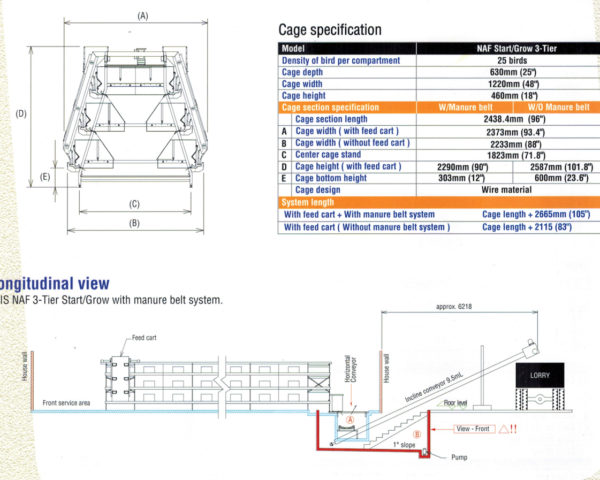 (A)
(D)
(E)
(C)
(B)
Cage specification
Model NAF Start/Grow 3-Tier
Density of bird per compartment 25 birds
Cage depth 630mm (25")
Cage width 1220mm (48")
Cage height 460mm (18")
Cage section specification W/Manure belt W/O Manure belt
Cage section length 2438.4mm (96")
A Cage width ( with feed cart ) 2373mm (93.4")
B Cage width ( without feed cart ) 2233mm (88")
C Center cage stand 1823mm (71.8")
D Cage height ( with feed cart ) 2290mm (90") 2587mm (101.8")
E Cage bottom height 303mm (12") 600mm (23.6")
Cage design Wire material
System length
With feed cart + With manure belt system Cage length + 2665mm (105")
With feed cart ( Without manure belt system ) Cage length + 2115 (83")
ongitudinal view
IS NAF 3-Tier Start/Grow with manure belt system.
approx. 6218
House wall
Feed cart
Horizontal
Conveyor
House wall
Incline conveyor 9.5mL
LORRY
Front service area
Floor level
(A)
(B)
View - Front !!
1° slope
Pump